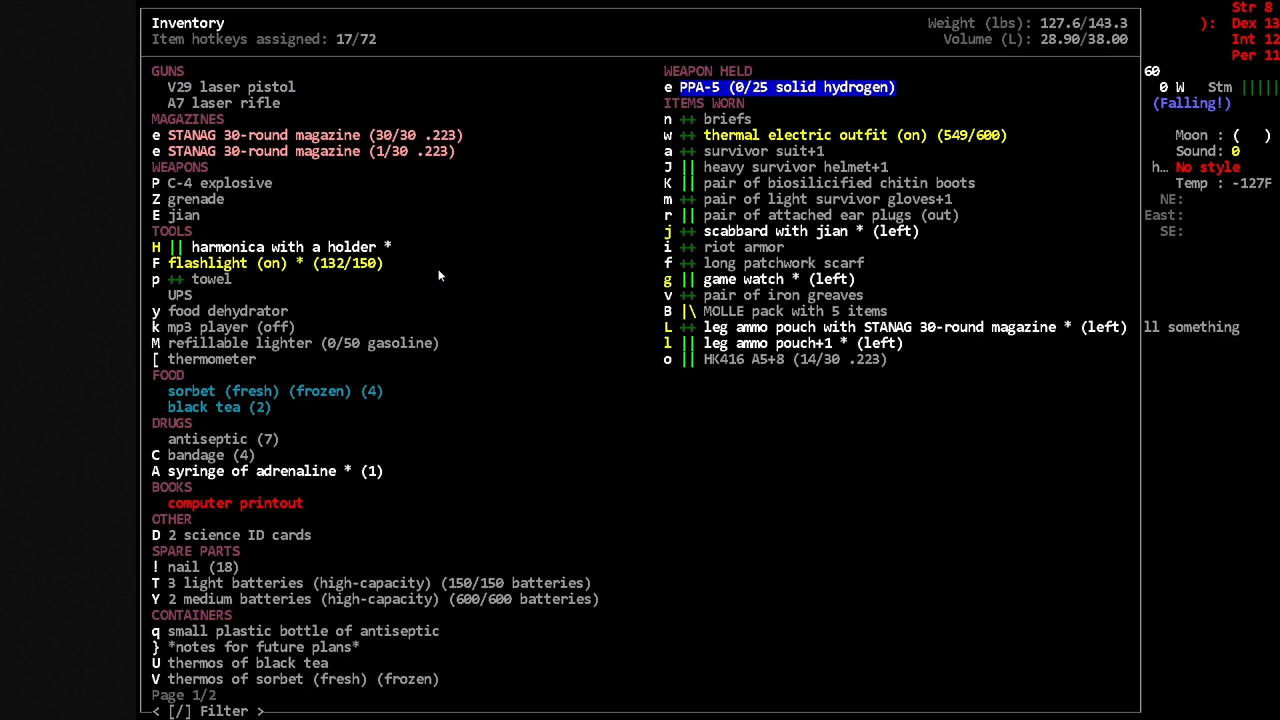 Inventory
Item hotkeys assigned: 17/72
Weight (lbs): 127.6/143.3
Volume (L): 28.90/38.00
GUNS
V29 laser pistol
A7 laser rifle
MAGAZINES
e STANAG 30-round magazine (30/30 .223)
e STANAG 30-round magazine (1/30 .223)
WEAPONS
P C-4 explosive
Z grenade
E jian
TOOLS
H || harmonica with a holder *
F flashlight (on) * (132/150)
p ++ towel
UPS
y food dehydrator
k mp3 player (off)
M refillable lighter (0/50 gasoline)
[ thermometer
FOOD
sorbet (fresh) (frozen) (4)
black tea (2)
DRUGS
antiseptic (7)
C bandage (4)
A syringe of adrenaline * (1)
BOOKS
computer printout
OTHER
D 2 science ID cards
SPARE PARTS
! nail (18)
T 3 light batteries (high-capacity) (150/150 batteries)
Y 2 medium batteries (high-capacity) (600/600 batteries)
CONTAINERS
q small plastic bottle of antiseptic
} *notes for future plans*
U thermos of black tea
V thermos of sorbet (fresh) (frozen)
Page 1/2
< [/] Filter >
WEAPON HELD
e PPA-5 (0/25 solid hydrogen)
ITEMS WORN
n ++ briefs
w ++ thermal electric outfit (on) (549/600)
a ++ survivor suit+1
J || heavy survivor helmet+1
K || pair of biosilicified chitin boots
m ++ pair of light survivor gloves+1
r || pair of attached ear plugs (out)
j ++ scabbard with jian * (left)
i ++ riot armor
f ++ long patchwork scarf
g || game watch * (left)
v ++ pair of iron greaves
B |\ MOLLE pack with 5 items
L ++ leg ammo pouch with STANAG 30-round magazine * (left)
l || leg ammo pouch+1 * (left)
o || HK416 A5+8 (14/30 .223)
Str 8
): Dex 13
Int 12
Per 11
60
0 W Stm |||||
(Falling!)
Moon : ( )
Sound: 0
h… No style
Temp : -127F
NE:
East:
SE:
ll something